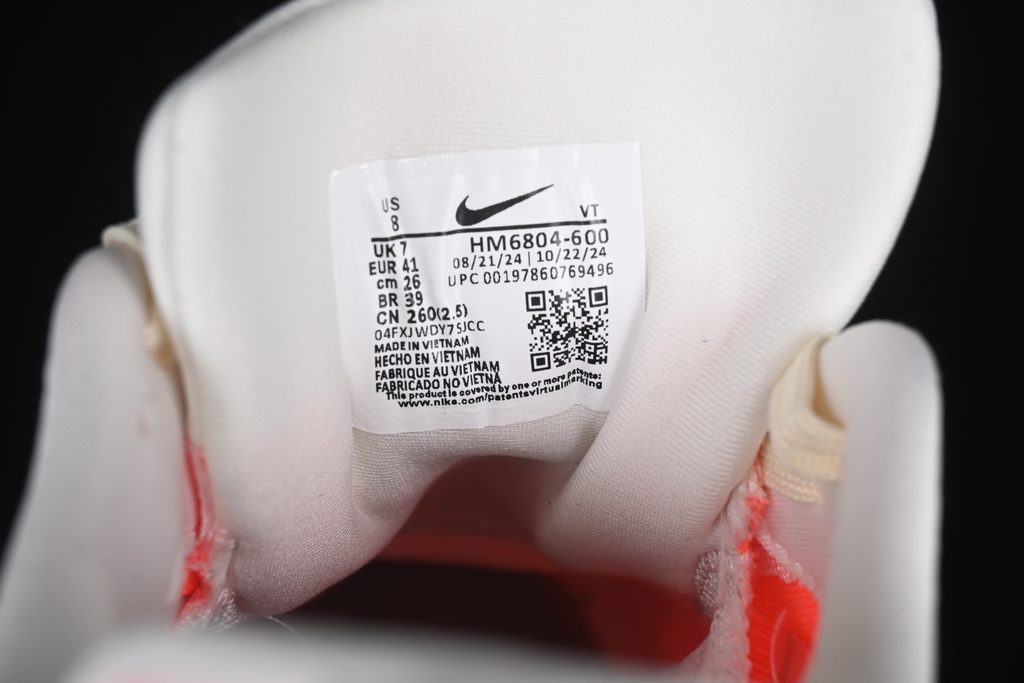 US
8
VT
UK 7
HM6804-600
EUR 41
08/21/24 | 10/22/24
cm 26
UPC 00197860769496
BR 39
CN 260(2.5)
04FXJWDY75JCC
MADE IN VIETNAM
HECHO EN VIETNAM
FABRIQUE AU VIETNAM
FABRICADO NO VIETNÃ
This product is covered by one or more patents:
www.nike.com/patentsvirtualmarking